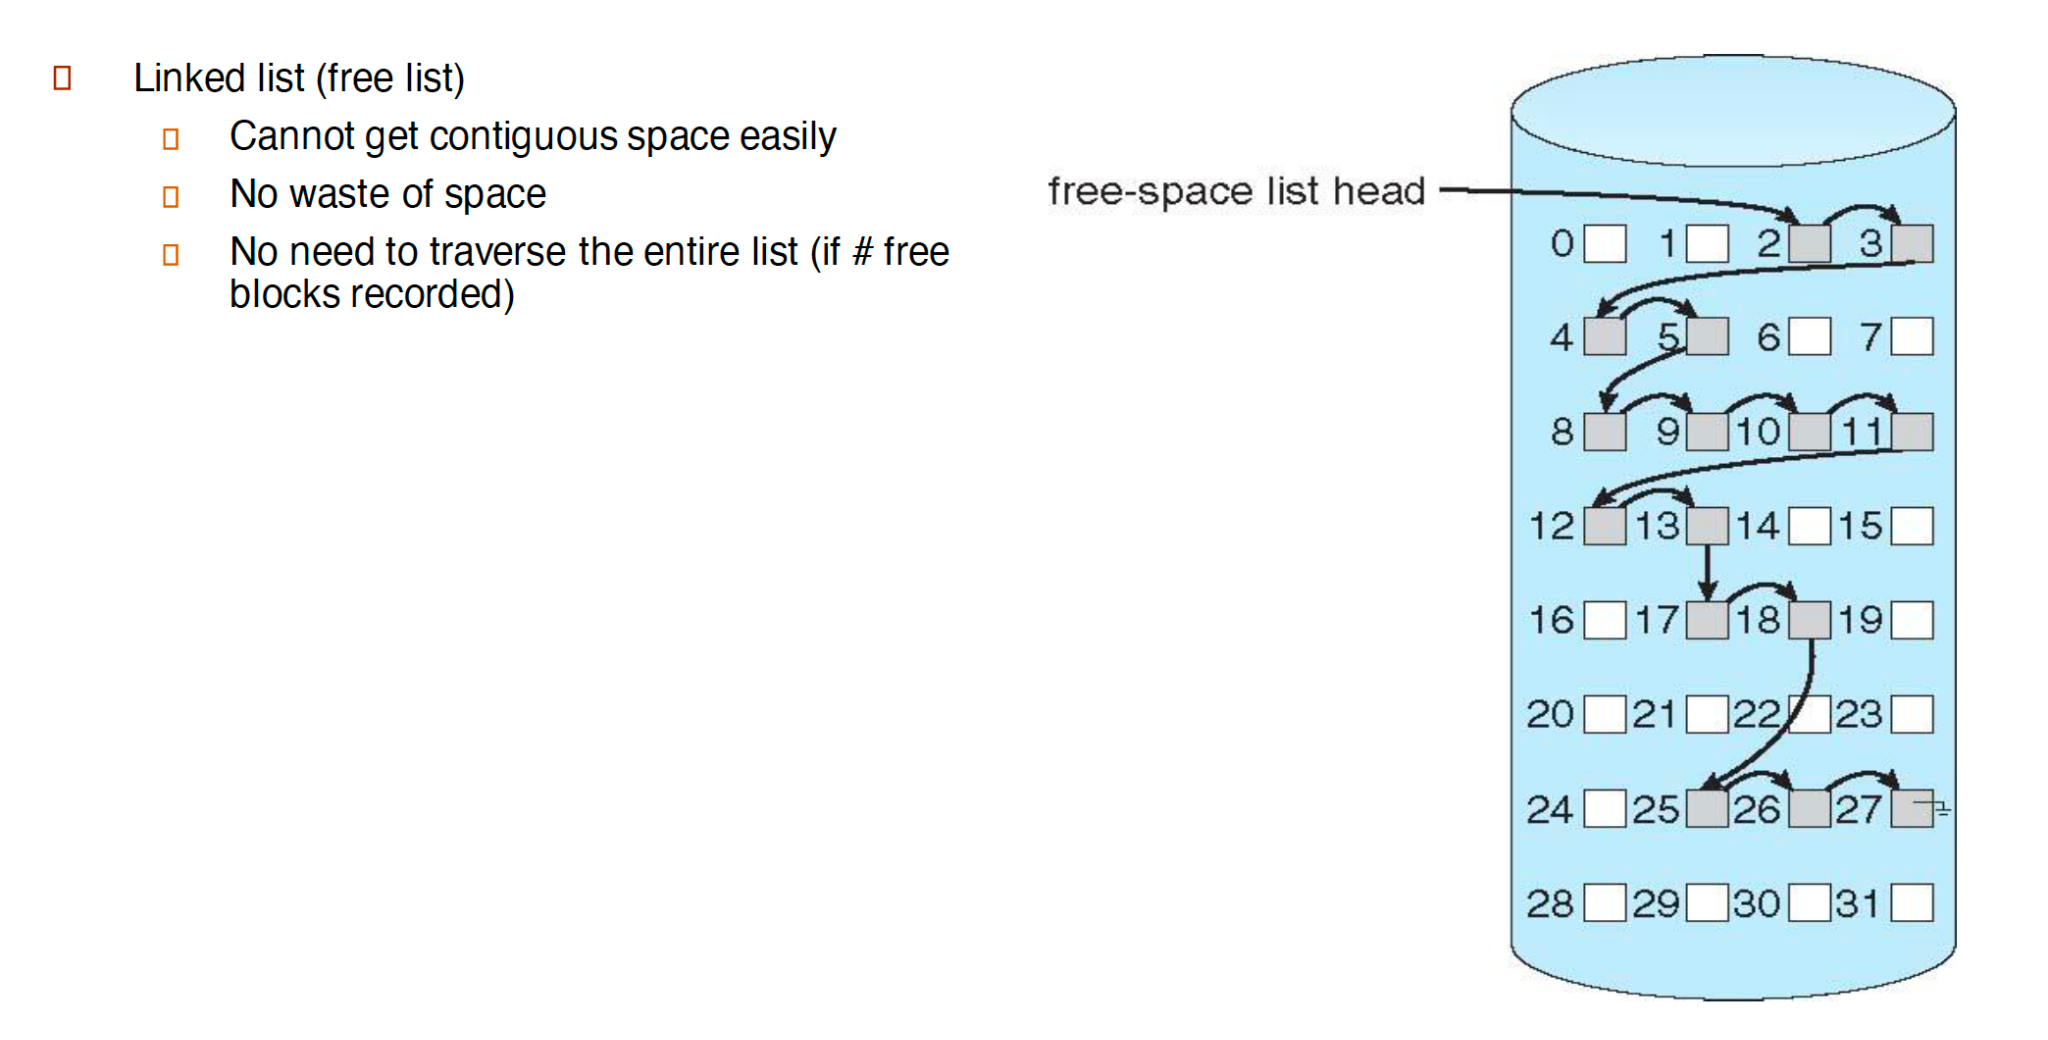 Linked list (free list)
Cannot get contiguous space easily
No waste of space
No need to traverse the entire list (if # free
blocks recorded)
free-space list head
0 1 2 3
4 5 6 7
8 9 10 11
12 13 14 15
16 17 18 19
20 21 22 23
24 25 26 27
28 29 30 31